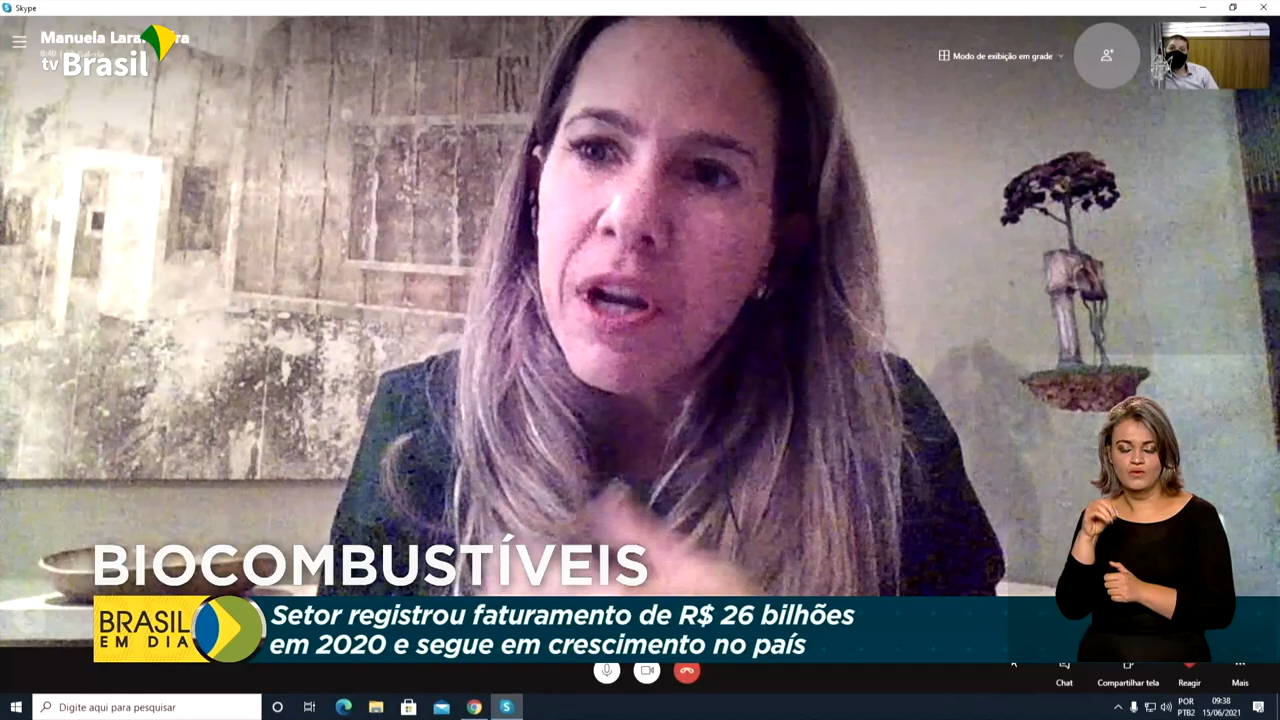 Skype
Manuela Lara
ra
tv Brasil
Modo de exibição em grade
BIOCOMBUSTÍVEIS
BRASIL
EM DIA
Setor registrou faturamento de R$ 26 bilhões
em 2020 e segue em crescimento no país
Chat
Compartilhar tela
Reagir
Mais
Digite aqui para pesquisar
POR
PTB2
09:38
15/06/2021